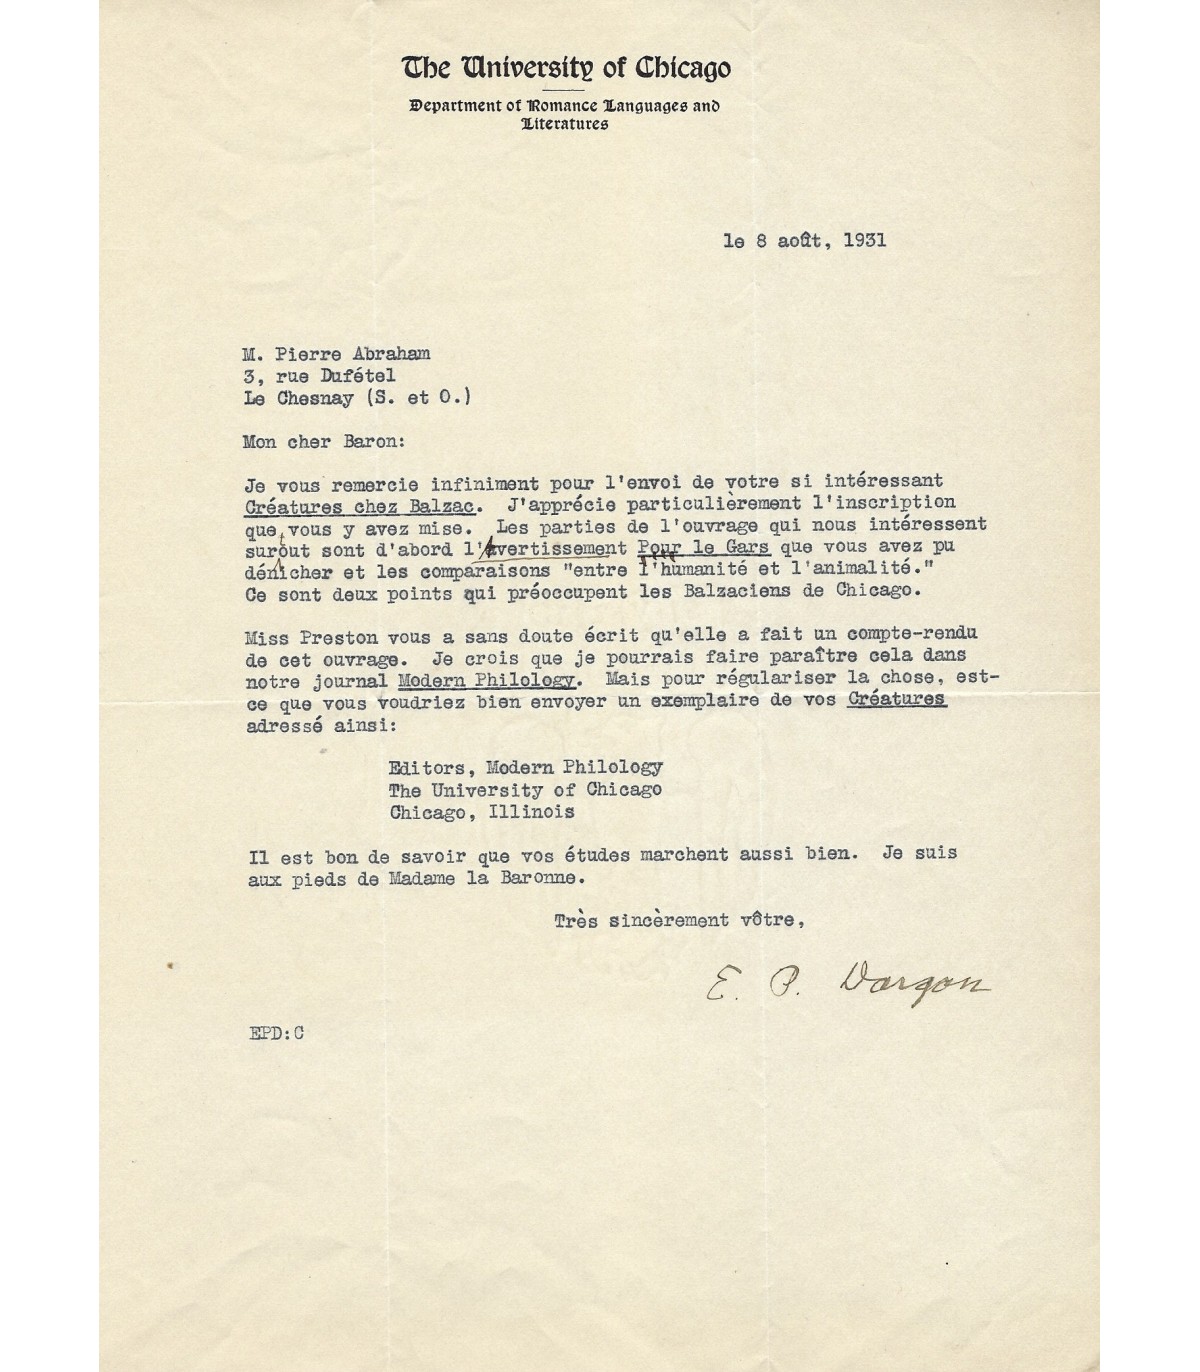 The University of Chicago
Department of Romance Languages and
Literatures
le 8 août, 1931
M. Pierre Abraham
3, rue Dufétel
Le Chesnay (S. et O.)
Mon cher Baron:
Je vous remercie infiniment pour l'envoi de votre si intéressant
Créatures chez Balzac. J'apprécie particulièrement l'inscription
que vous y avez mise. Les parties de l'ouvrage qui nous intéressent
surtout sont d'abord l'Avertissement Pour le Gars que vous avez pu
dénicher et les comparaisons "entre l'humanité et l'animalité."
Ce sont deux points qui préoccupent les Balzaciens de Chicago.
Miss Preston vous a sans doute écrit qu'elle a fait un compte-rendu
de cet ouvrage. Je crois que je pourrais faire paraître cela dans
notre journal Modern Philology. Mais pour régulariser la chose, est-
ce que vous voudriez bien envoyer un exemplaire de vos Créatures
adressé ainsi:
Editors, Modern Philology
The University of Chicago
Chicago, Illinois
Il est bon de savoir que vos études marchent aussi bien. Je suis
aux pieds de Madame la Baronne.
Très sincèrement vôtre,
E. P. Dargan
EPD:C